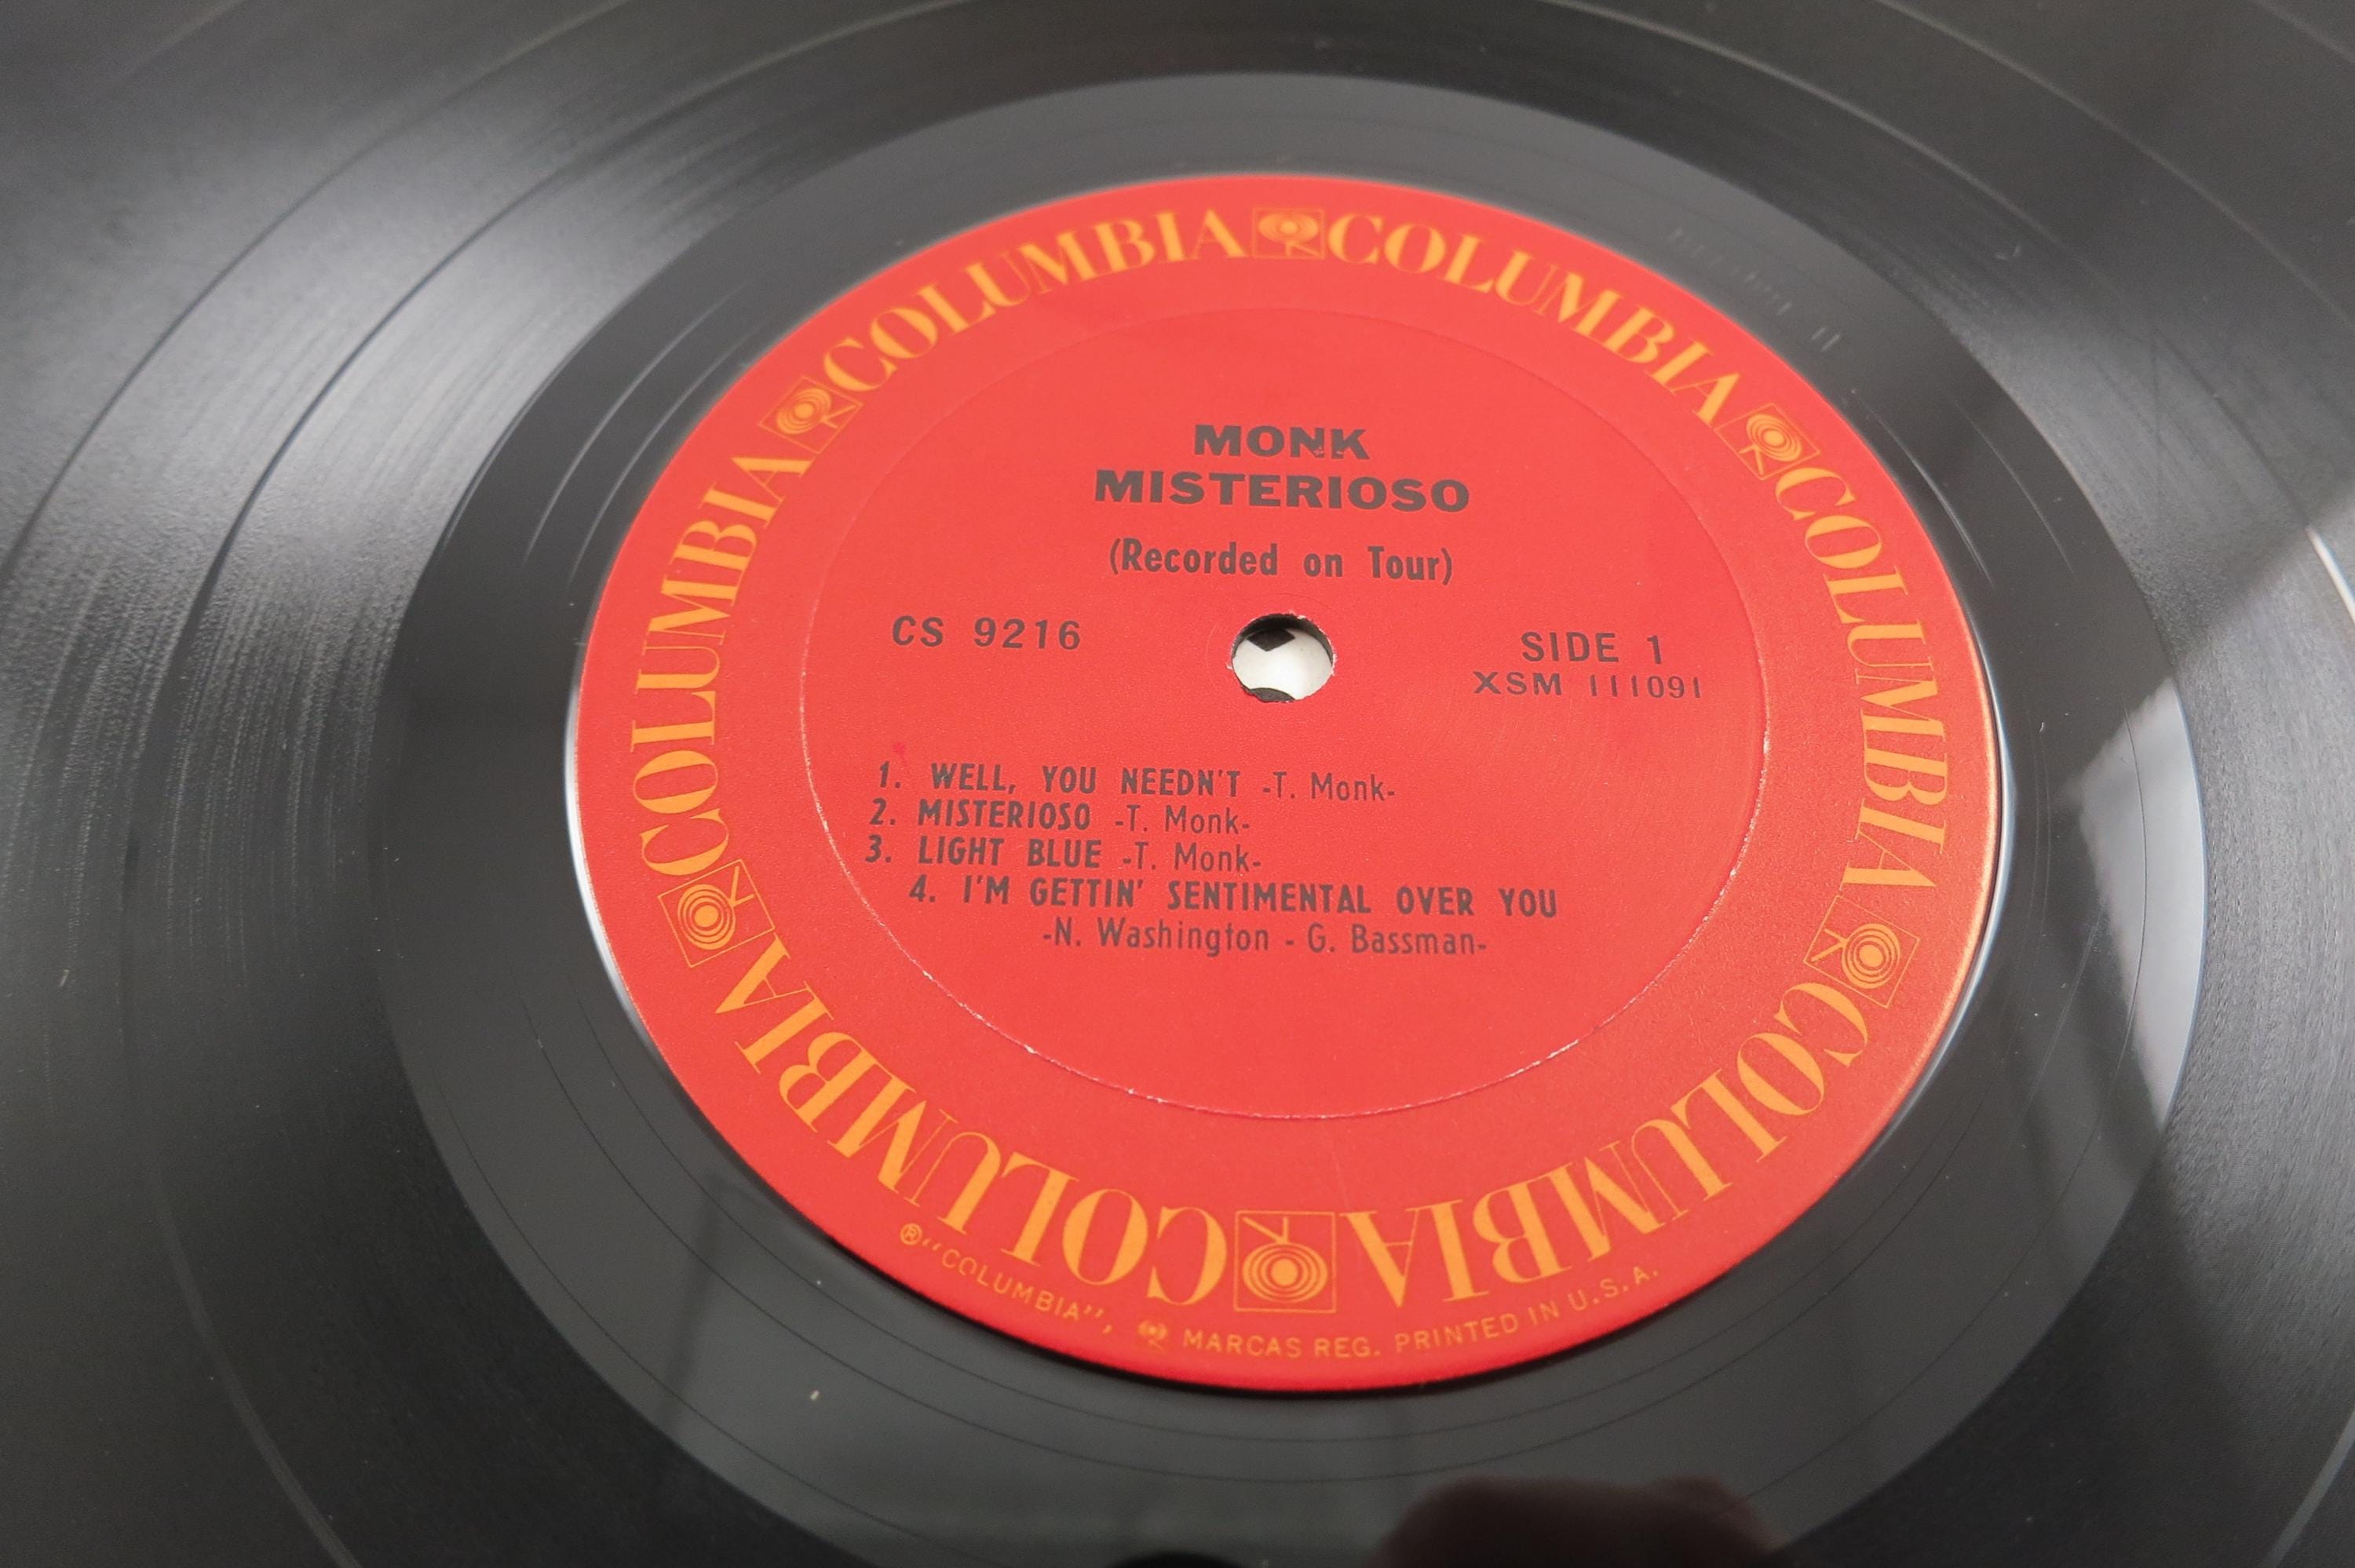 COLUMBIA COLUMBIA COLUMBIA COLUMBIA COLUMBIA COLUMBIA
MONK
MISTERIOSO
(Recorded on Tour)
CS 9216
SIDE 1
XSM 111091
1. WELL, YOU NEEDN'T -T. Monk-
2. MISTERIOSO -T. Monk-
3. LIGHT BLUE -T. Monk-
4. I'M GETTIN' SENTIMENTAL OVER YOU
-N. Washington - G. Bassman-
® "COLUMBIA", MARCAS REG. PRINTED IN U.S.A.